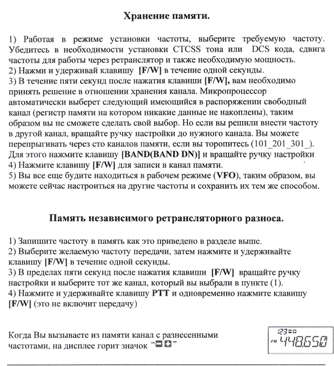 Хранение памяти.
1) Работая в режиме установки частоты, выберите требуемую частоту.
Убедитесь в необходимости установки CTCSS тона или DCS кода, сдвига
частоты для работы через ретранслятор и также необходимую мощность.
2) Нажми и удерживай клавишу [F/W] в течение одной секунды.
3) В течение пяти секунд после нажатия клавиши [F/W], вам необходимо
принять решение в отношении хранения канала. Микропроцессор
автоматически выберет следующий имеющийся в распоряжении свободный
канал (регистр памяти на котором никакие данные не накоплены), таким
образом вы не сможете сделать свой выбор. Но если вы решили внести частоту
в другой канал, вращайте ручку настройки до нужного канала. Вы можете
перепрыгивать через сто каналов памяти, если вы торопитесь (101_201_301_).
Для этого нажмите клавишу [BAND(BAND DN)] и вращайте ручку настройки
4) Нажмите клавишу [F/W] для записи в канал памяти.
5) Вы все еще будите находиться в рабочем режиме (VFO), таким образом, вы
можете сейчас настроиться на другие частоты и сохранить их тем же способом.
Память независимого ретрансляторного разноса.
1) Запишите частоту в память как это приведено в разделе выше.
2) Выберите желаемую частоту передачи, затем нажмите и удерживайте
клавишу [F/W] в течение одной секунды.
3) В пределах пяти секунд после нажатия клавиши [F/W] вращайте ручку
настройки и выберите тот же канал, который вы выбрали в пункте (1).
4) Нажмите и удерживайте клавишу PTT и одновременно нажмите клавишу
[F/W] (это не включит передачу)
Когда Вы вызываете из памяти канал с разнесенными
частотами, на дисплее горит значок "
123
448.650